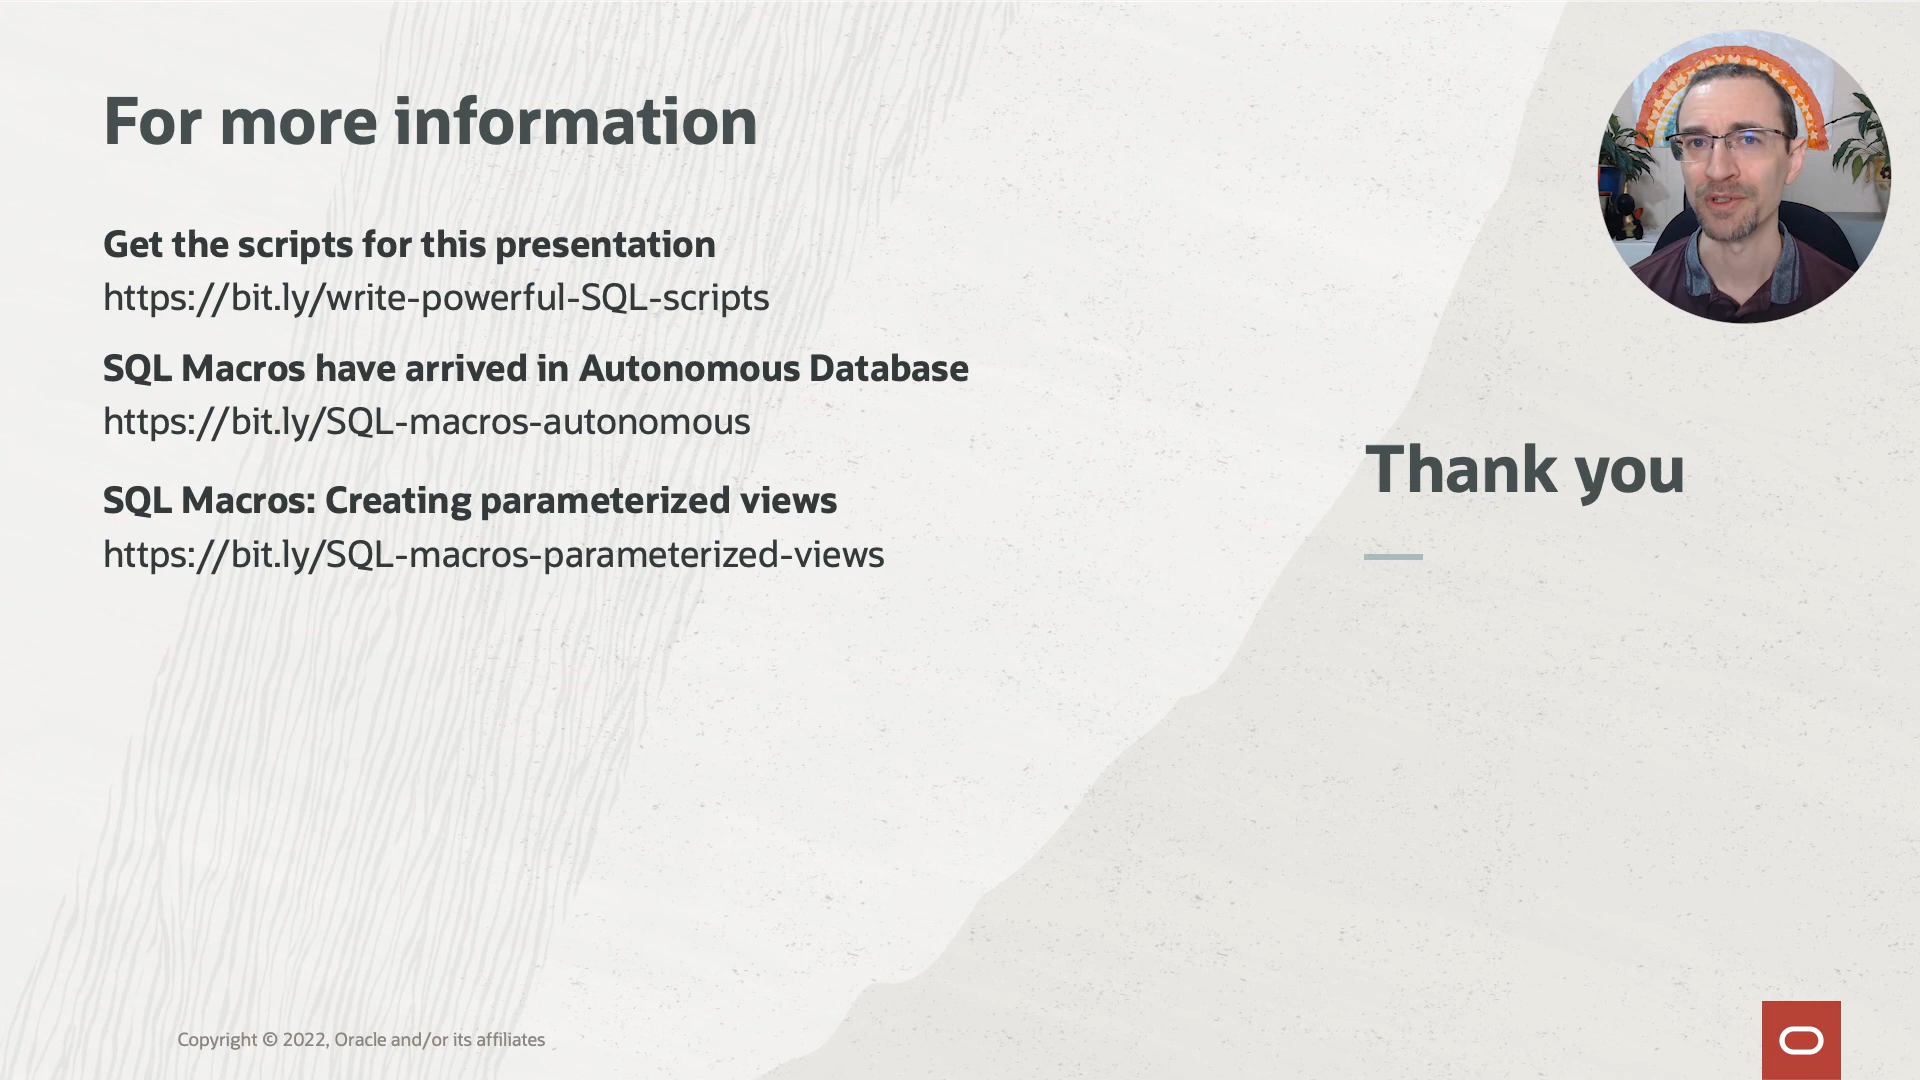 For more information
Get the scripts for this presentation
https://bit.ly/write-powerful-SQL-scripts
SQL Macros have arrived in Autonomous Database
https://bit.ly/SQL-macros-autonomous
SQL Macros: Creating parameterized views
https://bit.ly/SQL-macros-parameterized-views
Thank you
Copyright © 2022, Oracle and/or its affiliates